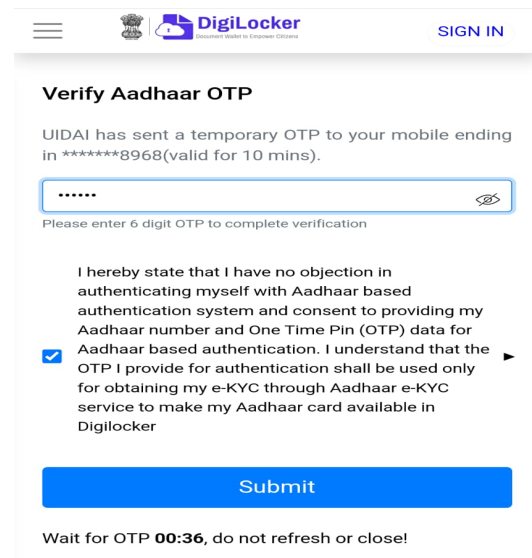 DigiLocker
Document Wallet to Empower Citizens
SIGN IN
Verify Aadhaar OTP
UIDAI has sent a temporary OTP to your mobile ending
in *******8968(valid for 10 mins).
••••••
Please enter 6 digit OTP to complete verification
I hereby state that I have no objection in
authenticating myself with Aadhaar based
authentication system and consent to providing my
Aadhaar number and One Time Pin (OTP) data for
Aadhaar based authentication. I understand that the
OTP I provide for authentication shall be used only
for obtaining my e-KYC through Aadhaar e-KYC
service to make my Aadhaar card available in
Digilocker
Submit
Wait for OTP 00:36, do not refresh or close!